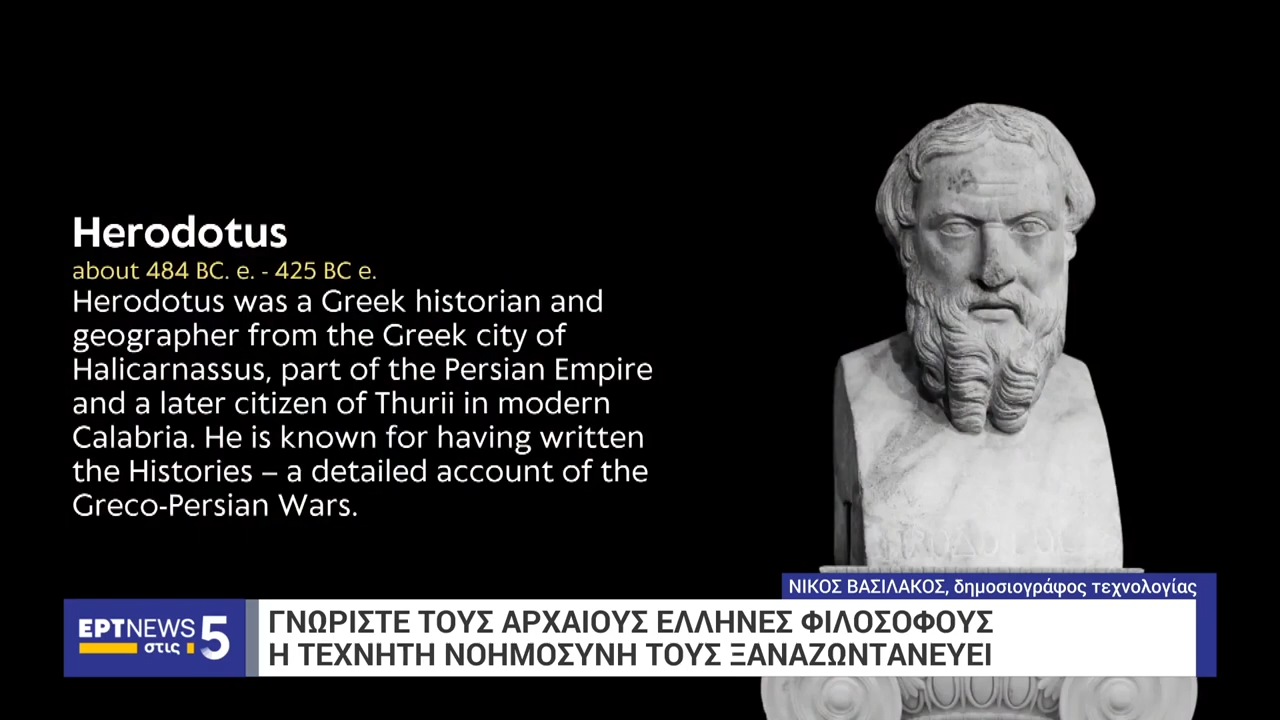 Herodotus
about 484 BC. e. - 425 BC e.
Herodotus was a Greek historian and
geographer from the Greek city of
Halicarnassus, part of the Persian Empire
and a later citizen of Thurii in modern
Calabria. He is known for having written
the Histories – a detailed account of the
Greco-Persian Wars.
ΝΙΚΟΣ ΒΑΣΙΛΑΚΟΣ, δημοσιογράφος τεχνολογίας
ΕΡΤNEWS
στις 5
ΓΝΩΡΙΣΤΕ ΤΟΥΣ ΑΡΧΑΙΟΥΣ ΕΛΛΗΝΕΣ ΦΙΛΟΣΟΦΟΥΣ
Η ΤΕΧΝΗΤΗ ΝΟΗΜΟΣΥΝΗ ΤΟΥΣ ΞΑΝΑΖΩΝΤΑΝΕΥΕΙ